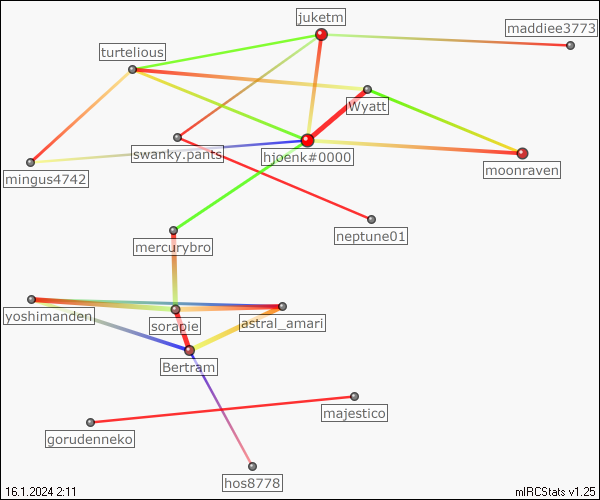 juketm
maddiee3773
turtelious
Wyatt
swanky.pants
hjoenk#0000
mingus4742
moonraven
neptune01
mercurybro
yoshimanden
sorapie
astral_amari
Bertram
majestico
gorudenneko
hos8778
16.1.2024 2:11
mIRCStats v1.25